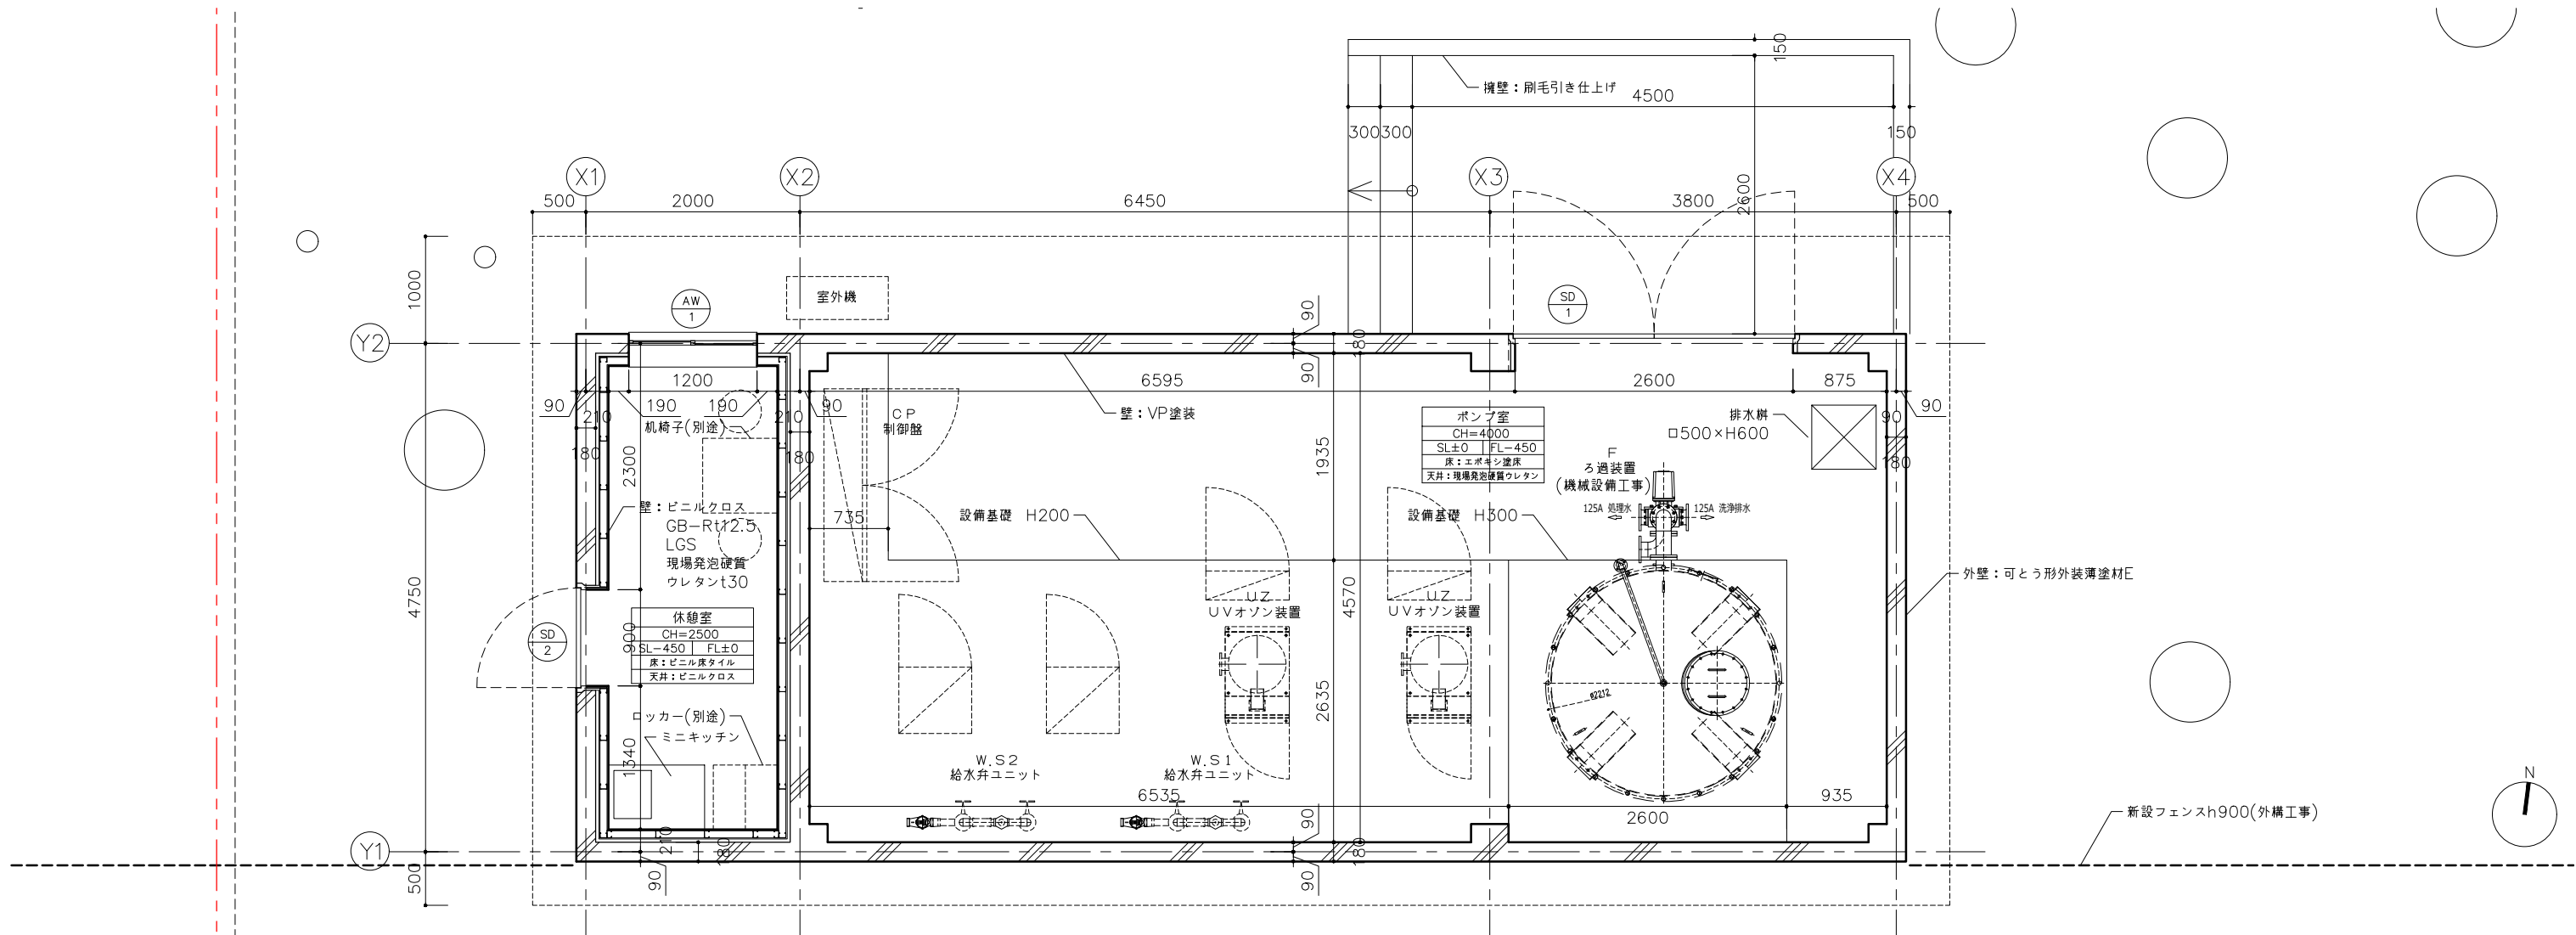 150
擁壁：刷毛引き仕上げ
4500
300
300
150
X1
X2
X3
X4
500
2000
6450
3800
2600
500
1000
室外機
AW
1
SD
1
90
180
90
Y2
1200
6595
2600
875
90
190
190
90
90
210
210
90
机椅子(別途)
ＣＰ
制御盤
壁：VP塗装
ポンプ室
CH=4000
SL±0
FL-450
床：エポキシ塗床
天井：現場発泡硬質ウレタン
排水桝
□500×H600
180
180
180
2300
1935
Ｆ
ろ過装置
(機械設備工事)
壁：ビニルクロス
GB-Rt12.5
LGS
現場発泡硬質
ウレタンt30
735
設備基礎　H200
設備基礎　H300
125A 処理水
125A 洗浄排水
外壁：可とう形外装薄塗材E
4750
4570
ＵＺ
ＵＶオゾン装置
ＵＺ
ＵＶオゾン装置
休憩室
CH=2500
SL-450
FL±0
床：ビニル床タイル
天井：ビニルクロス
900
SD
2
2635
φ2212
ロッカー(別途)
ミニキッチン
1340
Ｗ.Ｓ２
給水弁ユニット
Ｗ.Ｓ１
給水弁ユニット
N
6535
2600
935
新設フェンスh900(外構工事)
210
180
90
180
Y1
500
90
90